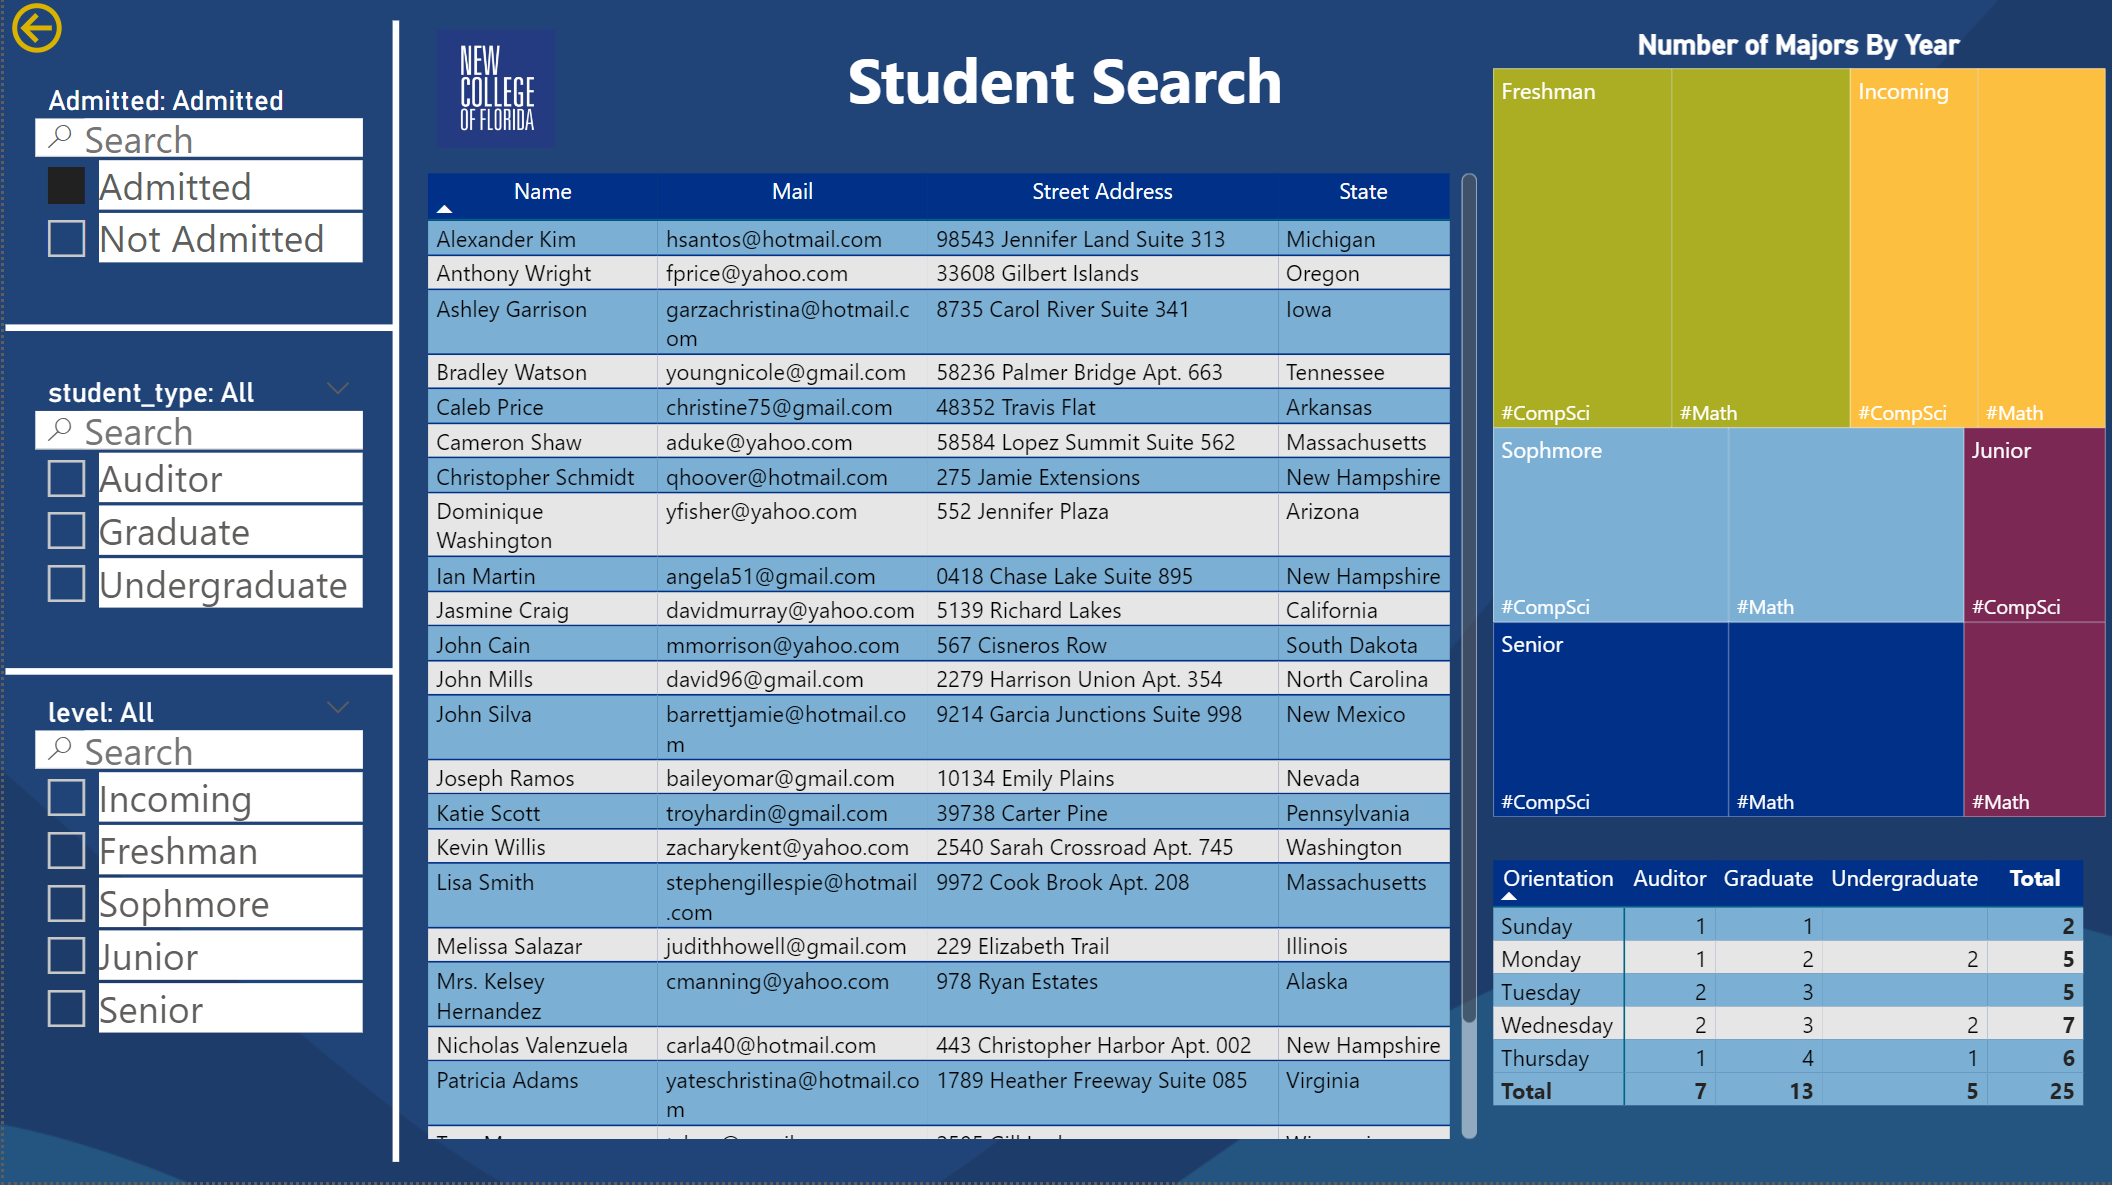 Admitted: Admitted
Search
Admitted
Not Admitted
student_type: All
Search
Auditor
Graduate
Undergraduate
level: All
Search
Incoming
Freshman
Sophmore
Junior
Senior
NEW
COLLEGE
OF FLORIDA
Student Search
Name Mail Street Address State
Alexander Kim hsantos@hotmail.com 98543 Jennifer Land Suite 313 Michigan
Anthony Wright fprice@yahoo.com 33608 Gilbert Islands Oregon
Ashley Garrison garzachristina@hotmail.c 8735 Carol River Suite 341 Iowa
om
Bradley Watson youngnicole@gmail.com 58236 Palmer Bridge Apt. 663 Tennessee
Caleb Price christine75@gmail.com 48352 Travis Flat Arkansas
Cameron Shaw aduke@yahoo.com 58584 Lopez Summit Suite 562 Massachusetts
Christopher Schmidt qhoover@hotmail.com 275 Jamie Extensions New Hampshire
Dominique yfisher@yahoo.com 552 Jennifer Plaza Arizona
Washington
Ian Martin angela51@gmail.com 0418 Chase Lake Suite 895 New Hampshire
Jasmine Craig davidmurray@yahoo.com 5139 Richard Lakes California
John Cain mmorrison@yahoo.com 567 Cisneros Row South Dakota
John Mills david96@gmail.com 2279 Harrison Union Apt. 354 North Carolina
John Silva barrettjamie@hotmail.co 9214 Garcia Junctions Suite 998 New Mexico
m
Joseph Ramos baileyomar@gmail.com 10134 Emily Plains Nevada
Katie Scott troyhardin@gmail.com 39738 Carter Pine Pennsylvania
Kevin Willis zacharykent@yahoo.com 2540 Sarah Crossroad Apt. 745 Washington
Lisa Smith stephengillespie@hotmail 9972 Cook Brook Apt. 208 Massachusetts
.com
Melissa Salazar judithhowell@gmail.com 229 Elizabeth Trail Illinois
Mrs. Kelsey cmanning@yahoo.com 978 Ryan Estates Alaska
Hernandez
Nicholas Valenzuela carla40@hotmail.com 443 Christopher Harbor Apt. 002 New Hampshire
Patricia Adams yateschristina@hotmail.co 1789 Heather Freeway Suite 085 Virginia
m
Number of Majors By Year
Freshman Incoming
#CompSci #Math #CompSci #Math
Sophmore Junior
#CompSci #Math #CompSci
Senior
#CompSci #Math #Math
Orientation Auditor Graduate Undergraduate Total
Sunday 1 1 2
Monday 1 2 2 5
Tuesday 2 3 5
Wednesday 2 3 2 7
Thursday 1 4 1 6
Total 7 13 5 25